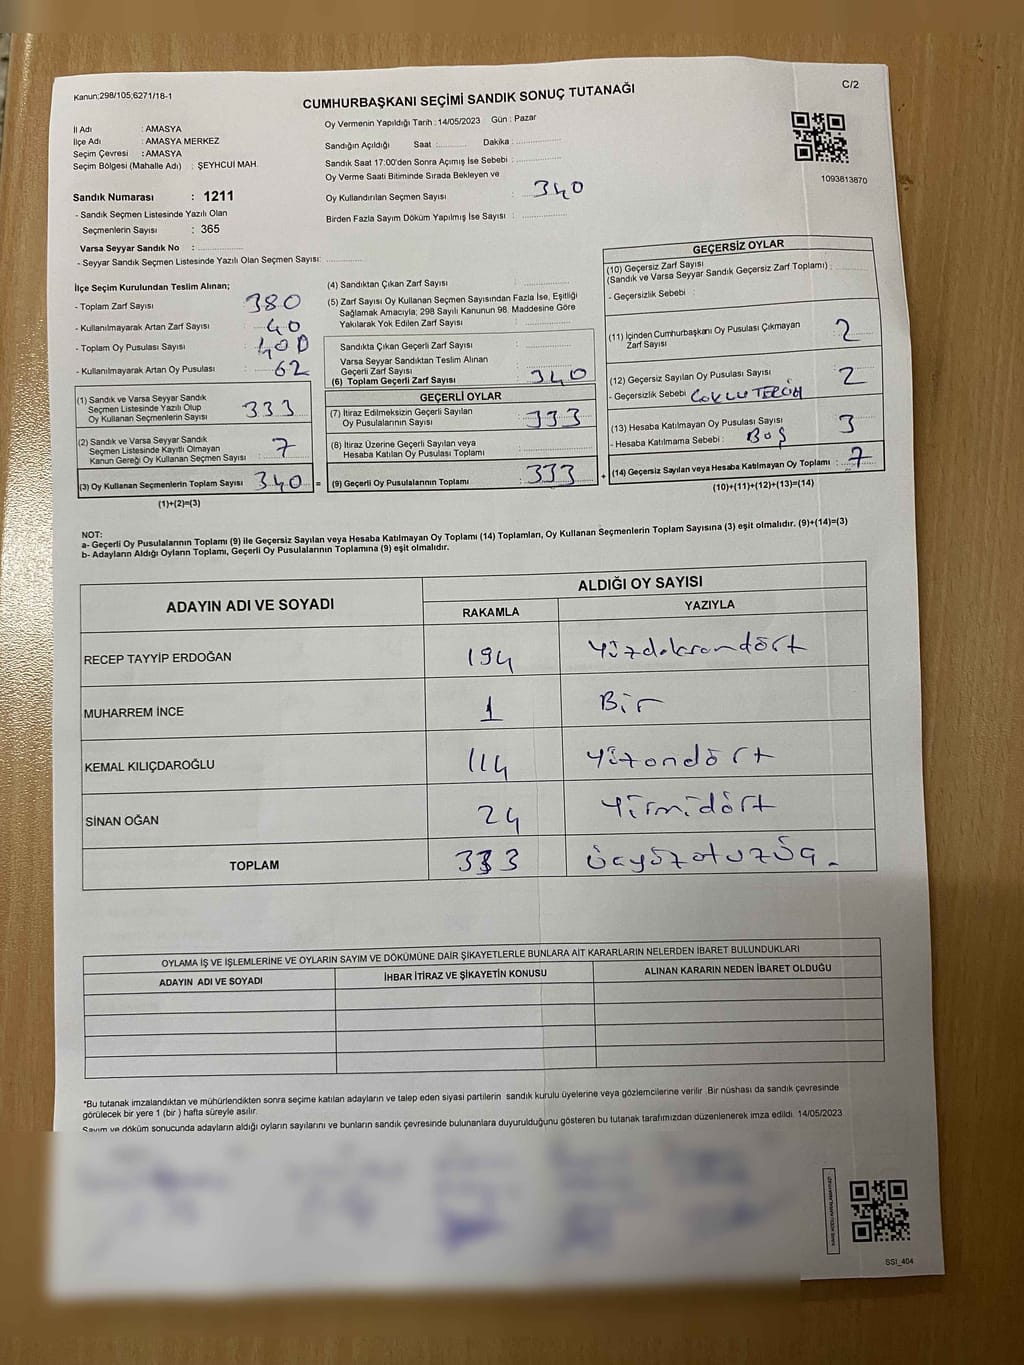 Kanun;298/105,6271/18-1
C/2
CUMHURBAŞKANI SEÇİMİ SANDIK SONUÇ TUTANAĞI
İl Adı : AMASYA
İlçe Adı : AMASYA MERKEZ
Seçim Çevresi : AMASYA
Seçim Bölgesi (Mahalle Adı) : ŞEYHCUİ MAH.
Sandık Numarası : 1211
- Sandık Seçmen Listesinde Yazılı Olan
Seçmenlerin Sayısı : 365
Varsa Seyyar Sandık No :
- Seyyar Sandık Seçmen Listesinde Yazılı Olan Seçmen Sayısı:
Oy Vermenin Yapıldığı Tarih : 14/05/2023 Gün : Pazar
Sandığın Açıldığı Saat : Dakika :
Sandık Saat 17:00'den Sonra Açımış İse Sebebi :
Oy Verme Saati Bitiminde Sırada Bekleyen ve
Oy Kullandırılan Seçmen Sayısı : 340
Birden Fazla Sayım Döküm Yapılmış İse Sayısı :
1093813870
İlçe Seçim Kurulundan Teslim Alınan;
- Toplam Zarf Sayısı : 380
- Kullanılmayarak Artan Zarf Sayısı : 40
- Toplam Oy Pusulası Sayısı : 400
- Kullanılmayarak Artan Oy Pusulası : 62
(1) Sandık ve Varsa Seyyar Sandık
Seçmen Listesinde Yazılı Olup
Oy Kullanan Seçmenlerin Sayısı : 333
(2) Sandık ve Varsa Seyyar Sandık
Seçmen Listesinde Kayıtlı Olmayan
Kanun Gereği Oy Kullanan Seçmen Sayısı : 7
(3) Oy Kullanan Seçmenlerin Toplam Sayısı : 340 =
(1)+(2)=(3)
(4) Sandıktan Çıkan Zarf Sayısı :
(5) Zarf Sayısı Oy Kullanan Seçmen Sayısından Fazla İse, Eşitliği
Sağlamak Amacıyla; 298 Sayılı Kanunun 98. Maddesine Göre
Yakılarak Yok Edilen Zarf Sayısı :
Sandıkta Çıkan Geçerli Zarf Sayısı :
Varsa Seyyar Sandıktan Teslim Alınan
Geçerli Zarf Sayısı :
(6) Toplam Geçerli Zarf Sayısı : 340
GEÇERLİ OYLAR
(7) İtiraz Edilmeksizin Geçerli Sayılan
Oy Pusulalarının Sayısı : 333
(8) İtiraz Üzerine Geçerli Sayılan veya
Hesaba Katılan Oy Pusulası Toplamı :
(9) Geçerli Oy Pusulalarının Toplamı : 333 +
GEÇERSİZ OYLAR
(10) Geçersiz Zarf Sayısı
(Sandık ve Varsa Seyyar Sandık Geçersiz Zarf Toplamı) :
- Geçersizlik Sebebi :
(11) İçinden Cumhurbaşkanı Oy Pusulası Çıkmayan
Zarf Sayısı : 2
(12) Geçersiz Sayılan Oy Pusulası Sayısı : 2
- Geçersizlik Sebebi : ÇOKLU TERCİH
(13) Hesaba Katılmayan Oy Pusulası Sayısı : 3
- Hesaba Katılmama Sebebi : BOŞ
(14) Geçersiz Sayılan veya Hesaba Katılmayan Oy Toplamı : 7
(10)+(11)+(12)+(13)=(14)
NOT:
a- Geçerli Oy Pusulalarının Toplamı (9) ile Geçersiz Sayılan veya Hesaba Katılmayan Oy Toplamı (14) Toplamları, Oy Kullanan Seçmenlerin Toplam Sayısına (3) eşit olmalıdır. (9)+(14)=(3)
b- Adayların Aldığı Oyların Toplamı, Geçerli Oy Pusulalarının Toplamına (9) eşit olmalıdır.
ADAYIN ADI VE SOYADI
ALDIĞI OY SAYISI
RAKAMLA YAZIYLA
RECEP TAYYİP ERDOĞAN 194 Yüzdoksandört
MUHARREM İNCE 1 Bir
KEMAL KILIÇDAROĞLU 114 Yüzondört
SİNAN OĞAN 24 Yirmidört
TOPLAM 333 Üçyüzotuzüç.
OYLAMA İŞ VE İŞLEMLERİNE VE OYLARIN SAYIM VE DÖKÜMÜNE DAİR ŞİKAYETLERLE BUNLARA AİT KARARLARIN NELERDEN İBARET BULUNDUKLARI
ADAYIN ADI VE SOYADI İHBAR İTİRAZ VE ŞİKAYETİN KONUSU ALINAN KARARIN NEDEN İBARET OLDUĞU
*Bu tutanak imzalandıktan ve mühürlendikten sonra seçime katılan adayların ve talep eden siyasi partilerin sandık kurulu üyelerine veya gözlemcilerine verilir. Bir nüshası da sandık çevresinde
görülecek bir yere 1 (bir) hafta süreyle asılır.
Sayım ve döküm sonucunda adayların aldığı oyların sayılarını ve bunların sandık çevresinde bulunanlara duyurulduğunu gösteren bu tutanak tarafımızdan düzenlenerek imza edildi. 14/05/2023
SSI_404